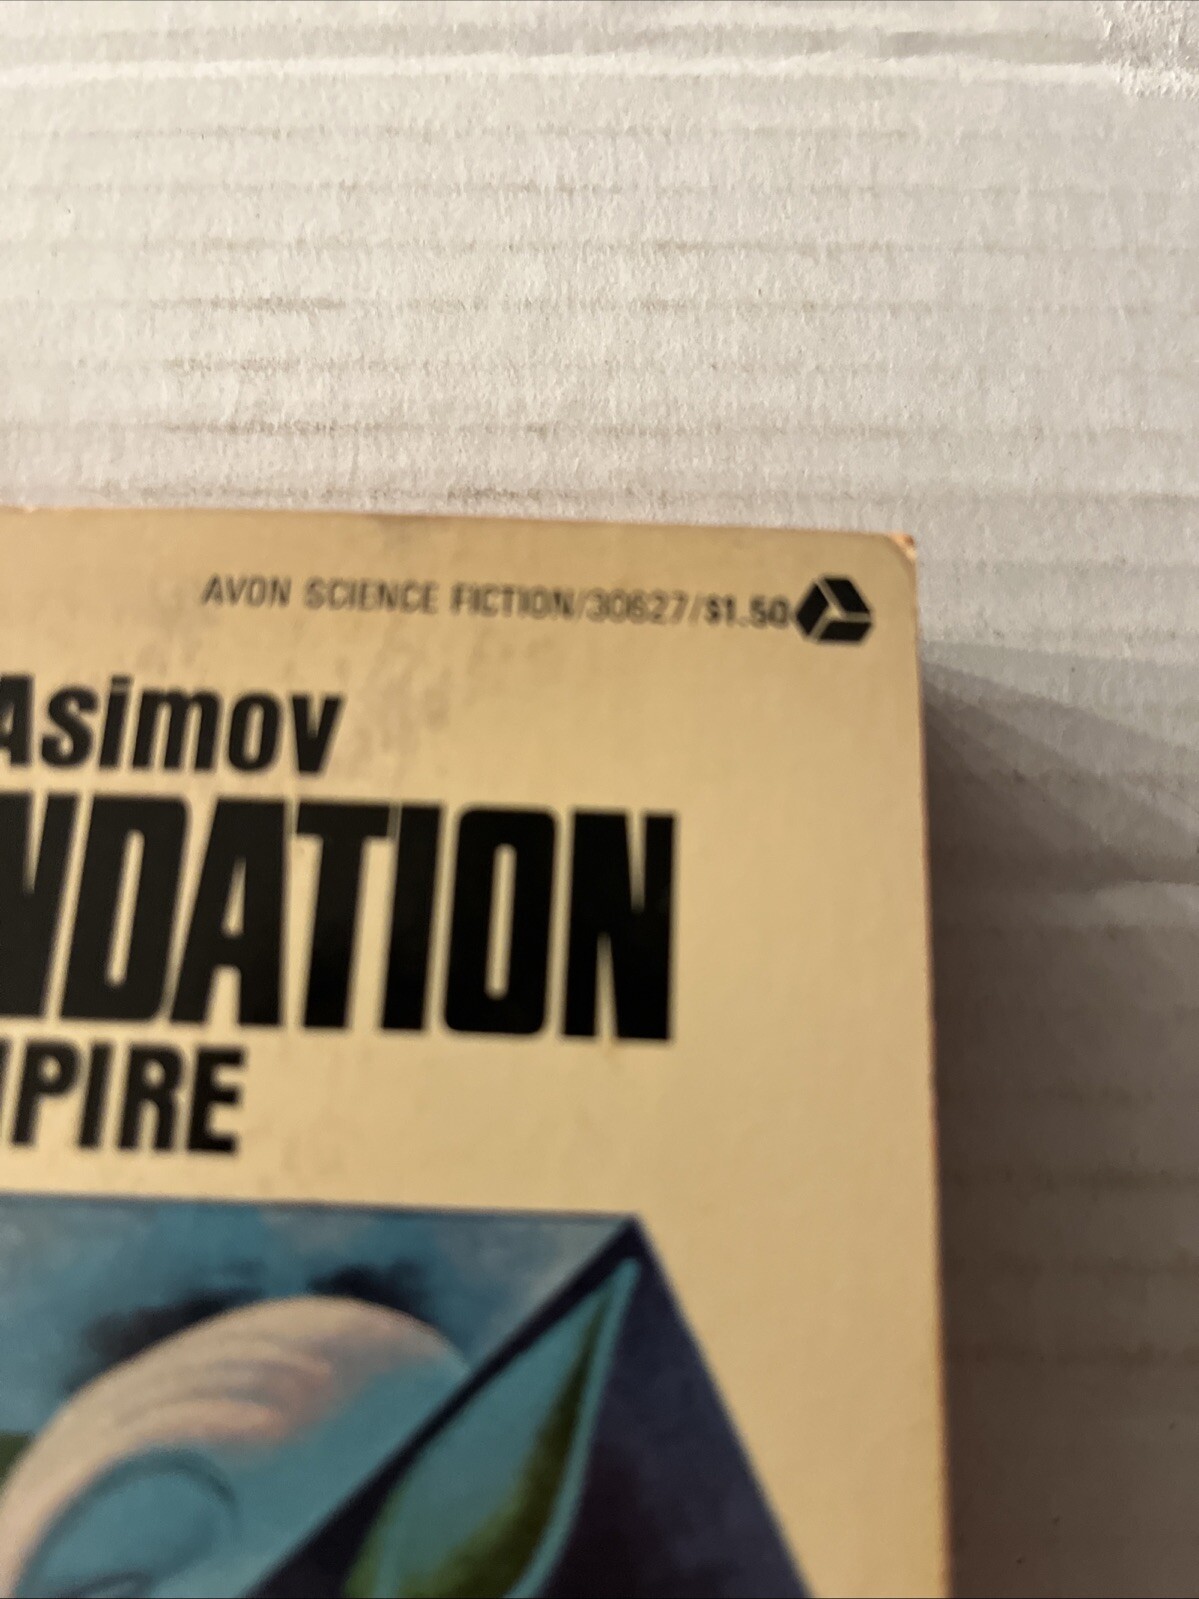 AVON SCIENCE FICTION/30627/$1.50
Asimov
NDATION
PIRE